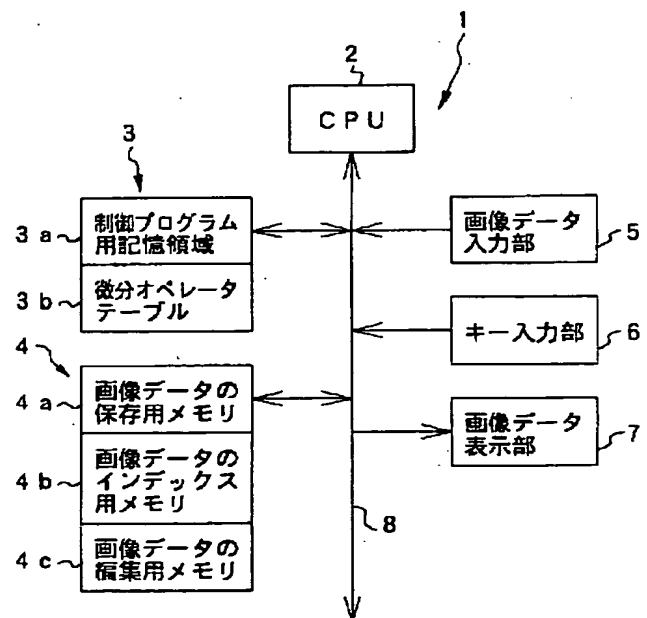 1
2
CPU
3
3a
制御プログラム
用記憶領域
3b
微分オペレータ
テーブル
4
4a
画像データの
保存用メモリ
4b
画像データの
インデックス
用メモリ
4c
画像データの
編集用メモリ
画像データ
入力部
5
キー入力部
6
画像データ
表示部
7
8